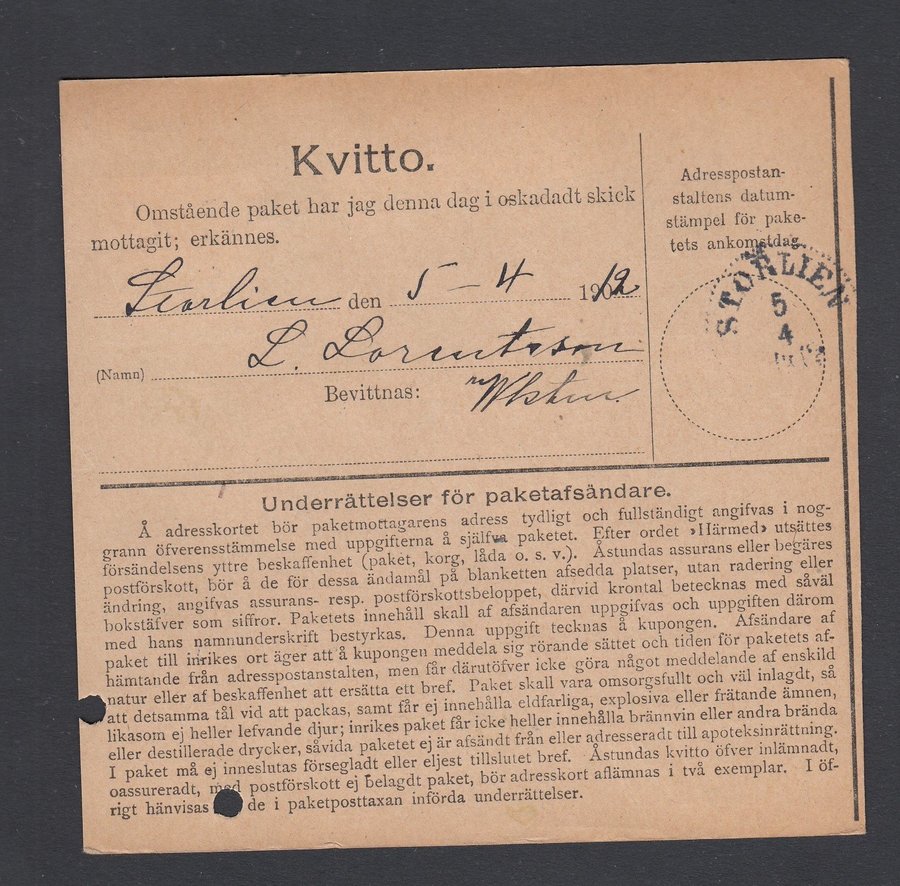 Kvitto.
Omstående paket har jag denna dag i oskadadt skick
mottagit; erkännes.
Storlien den 5 - 4 1912
(Namn) L. Lorentsson
Bevittnas:
Adresspostan-
staltens datum-
stämpel för pake-
tets ankomstdag.
STORLIEN
5
4
Underrättelser för paketafsändare.
Å adresskortet bör paketmottagarens adress tydligt och fullständigt angifvas i nog-
grann öfverensstämmelse med uppgifterna å själfva paketet. Efter ordet »Härmed» utsättes
försändelsens yttre beskaffenhet (paket, korg, låda o. s. v.). Åstundas assurans eller begäres
postförskott, bör å de för dessa ändamål på blanketten afsedda platser, utan radering eller
ändring, angifvas assurans- resp. postförskottsbeloppet, därvid krontal betecknas med såväl
bokstäfver som siffror. Paketets innehåll skall af afsändaren uppgifvas och uppgiften därom
med hans namnunderskrift bestyrkas. Denna uppgift tecknas å kupongen. Afsändare af
paket till inrikes ort äger att å kupongen meddela sig rörande sättet och tiden för paketets af-
hämtande från adresspostanstalten, men får därutöfver icke göra något meddelande af enskild
natur eller af beskaffenhet att ersätta ett bref. Paket skall vara omsorgsfullt och väl inlagdt, så
att detsamma tål vid att packas, samt får ej innehålla eldfarliga, explosiva eller frätande ämnen,
likasom ej heller lefvande djur; inrikes paket får icke heller innehålla brännvin eller andra brända
eller destillerade drycker, såvida paketet ej är afsändt från eller adresseradt till apoteksinrättning.
I paket må ej inneslutas försegladt eller eljest tillslutet bref. Åstundas kvitto öfver inlämnadt,
oassureradt, med postförskott ej belagdt paket, bör adresskort aflämnas i två exemplar. I öf-
rigt hänvisas de i paketposttaxan införda underrättelser.